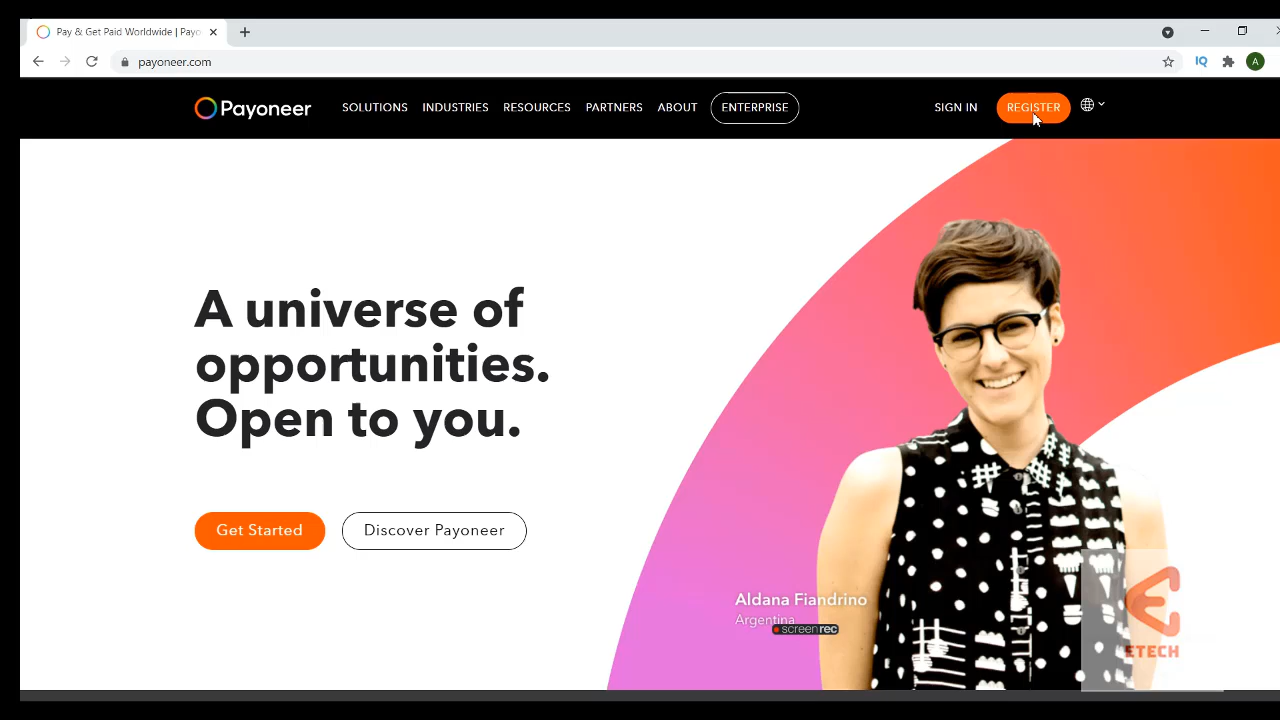 Pay & Get Paid Worldwide | Payo
payoneer.com
IQ
A
Payoneer
SOLUTIONS
INDUSTRIES
RESOURCES
PARTNERS
ABOUT
ENTERPRISE
SIGN IN
REGISTER
A universe of
opportunities.
Open to you.
Get Started
Discover Payoneer
Aldana Fiandrino
Argentina
screenrec
ETECH